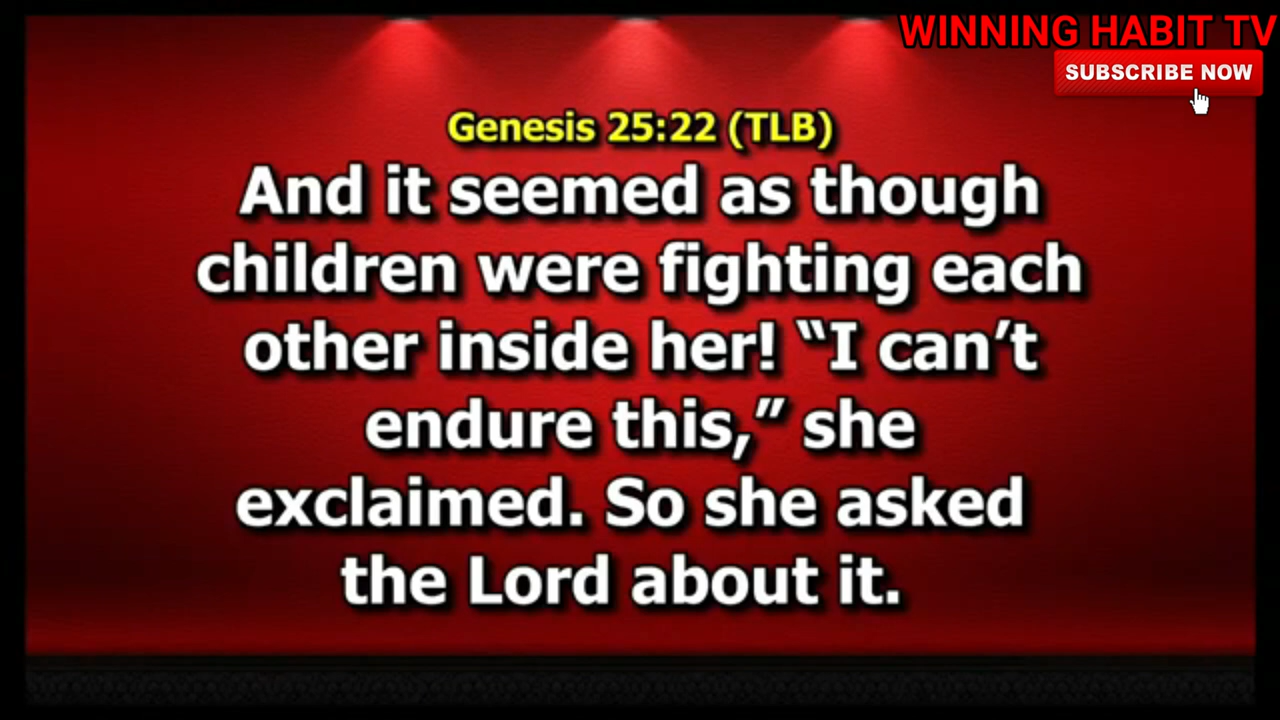 WINNING HABIT TV
SUBSCRIBE NOW
Genesis 25:22 (TLB)
And it seemed as though
children were fighting each
other inside her! “I can’t
endure this,” she
exclaimed. So she asked
the Lord about it.